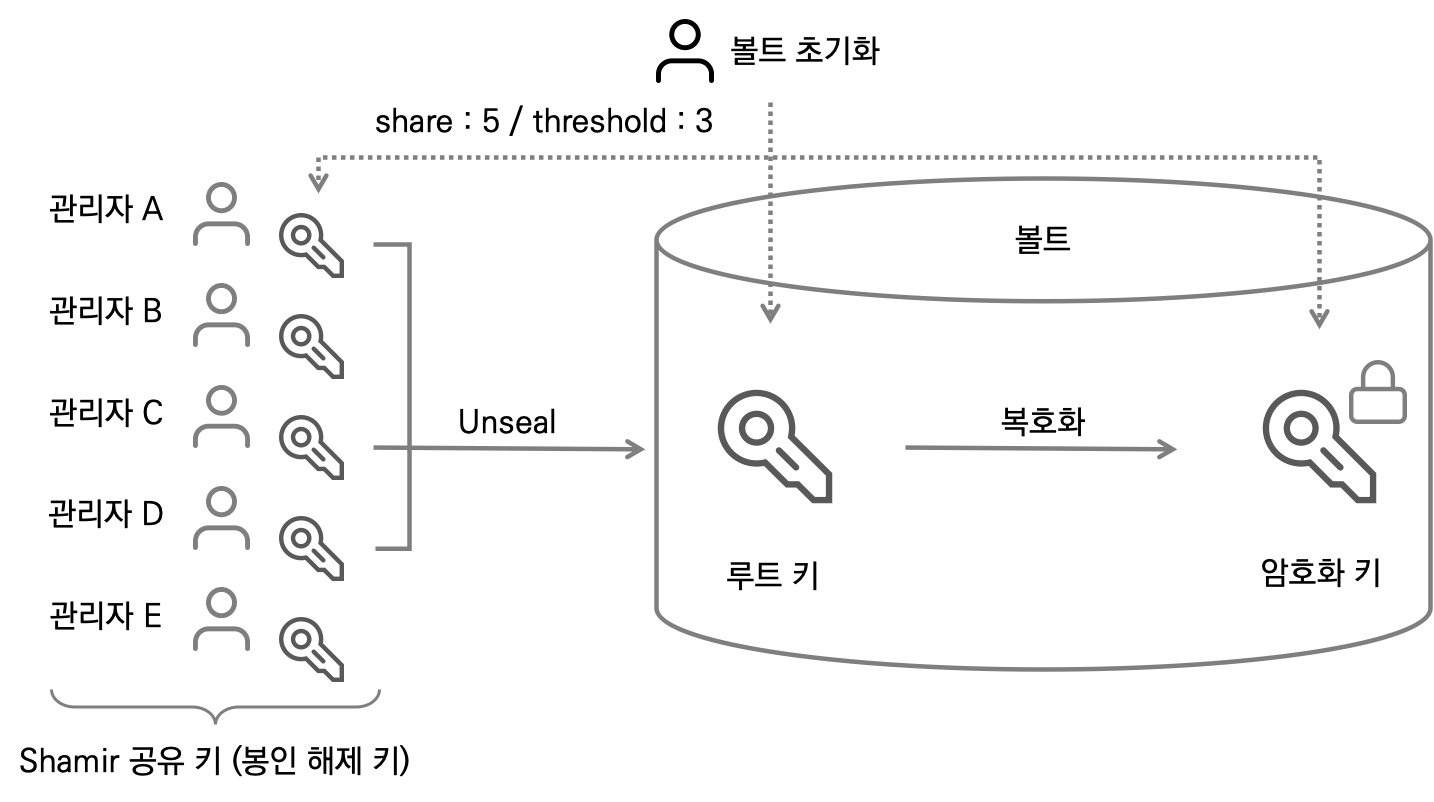 볼트 초기화
share : 5 / threshold : 3
관리자 A
볼트
관리자 B
관리자 C
Unseal
복호화
관리자 D
루트 키
암호화 키
관리자 E
Shamir 공유 키 (봉인 해제 키)